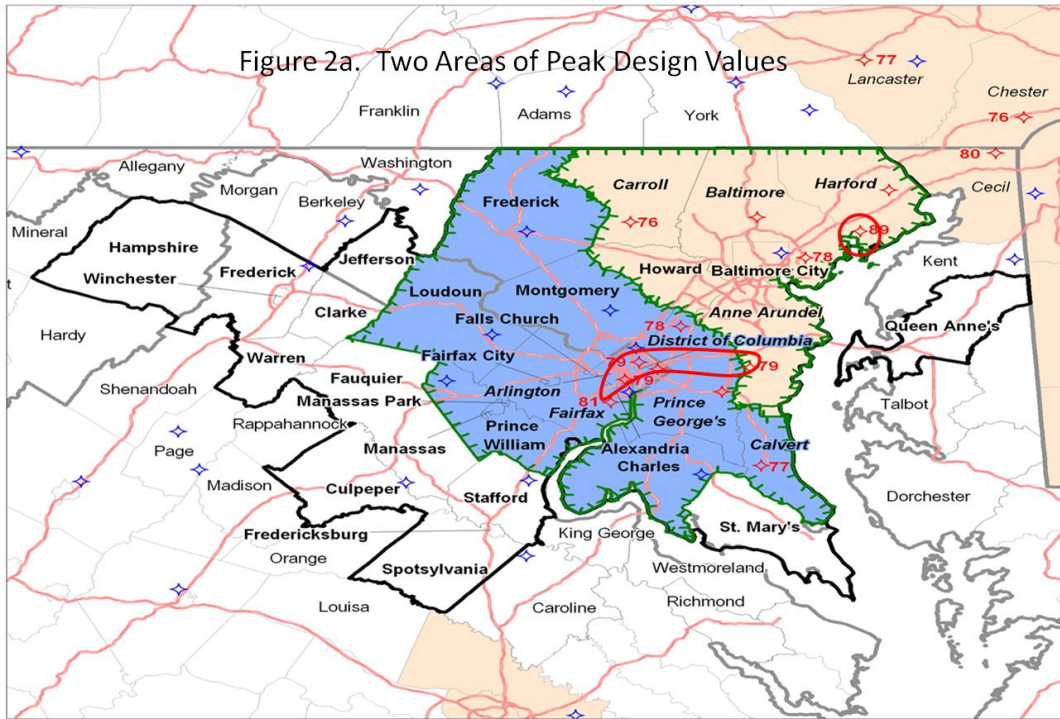 Figure 2a. Two Areas of Peak Design Values
77
Lancaster
Chester
76
Franklin
Adams
York
80
Allegany
Washington
Morgan
Berkeley
Carroll
Baltimore
Harford
Cecil
Frederick
76
89
Mineral
Hampshire
Jefferson
78
Kent
Winchester
Frederick
Howard
Baltimore City
Loudoun
Montgomery
Clarke
Falls Church
Anne Arundel
Queen Anne's
Hardy
78
District of Columbia
Warren
Fairfax City
79
79
Shenandoah
Fauquier
79
Arlington
Manassas Park
81
Fairfax
Prince
George's
Talbot
Rappahannock
Prince
William
Page
Manassas
Alexandria
Calvert
Charles
77
Madison
Culpeper
Stafford
Dorchester
Fredericksburg
King George
St. Mary's
Orange
Spotsylvania
Westmoreland
Louisa
Caroline
Richmond